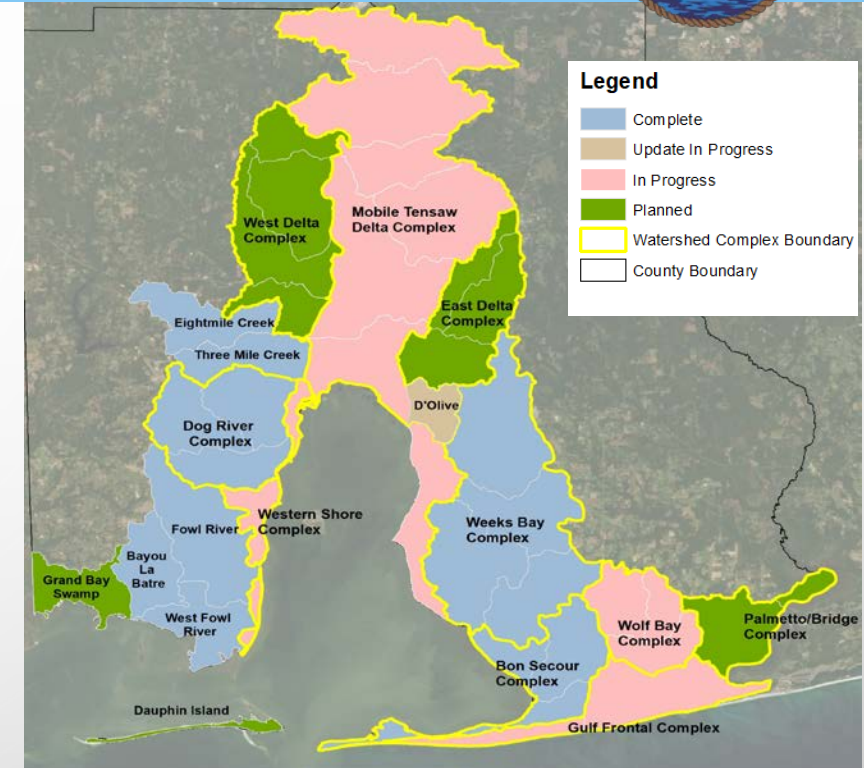 Legend
Complete
Update In Progress
In Progress
Planned
Watershed Complex Boundary
County Boundary
West Delta
Complex
Mobile Tensaw
Delta Complex
East Delta
Complex
Eightmile Creek
Three Mile Creek
D'Olive
Dog River
Complex
Western Shore
Complex
Fowl River
Weeks Bay
Complex
Bayou
La
Batre
Grand Bay
Swamp
West Fowl
River
Wolf Bay
Complex
Palmetto/Bridge
Complex
Bon Secour
Complex
Dauphin Island
Gulf Frontal Complex